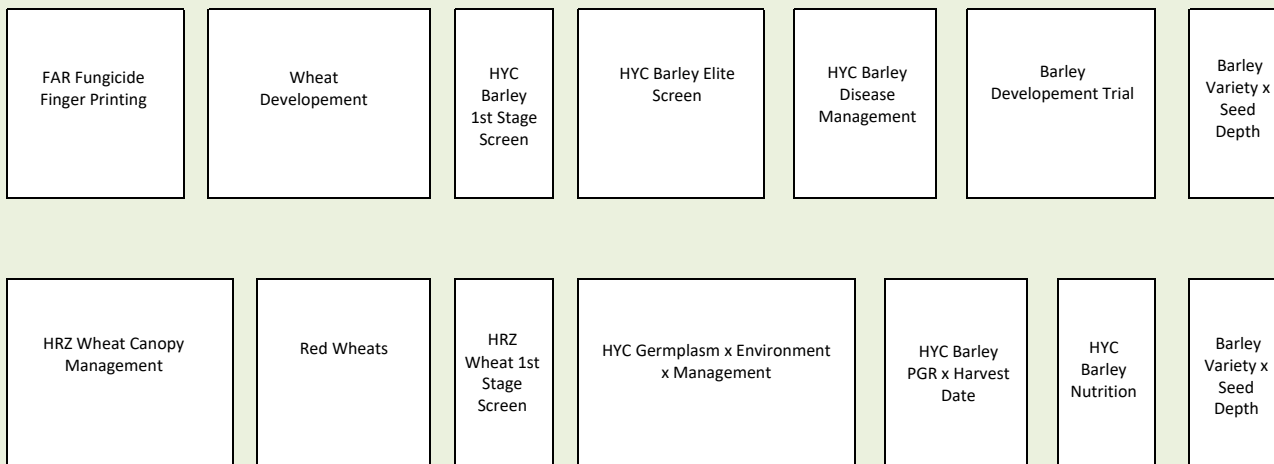 FAR Fungicide
Finger Printing
Wheat
Developement
HYC
Barley
1st Stage
Screen
HYC Barley Elite
Screen
HYC Barley
Disease
Management
Barley
Developement Trial
Barley
Variety x
Seed
Depth
HRZ Wheat Canopy
Management
Red Wheats
HRZ
Wheat 1st
Stage
Screen
HYC Germplasm x Environment
x Management
HYC Barley
PGR x Harvest
Date
HYC
Barley
Nutrition
Barley
Variety x
Seed
Depth